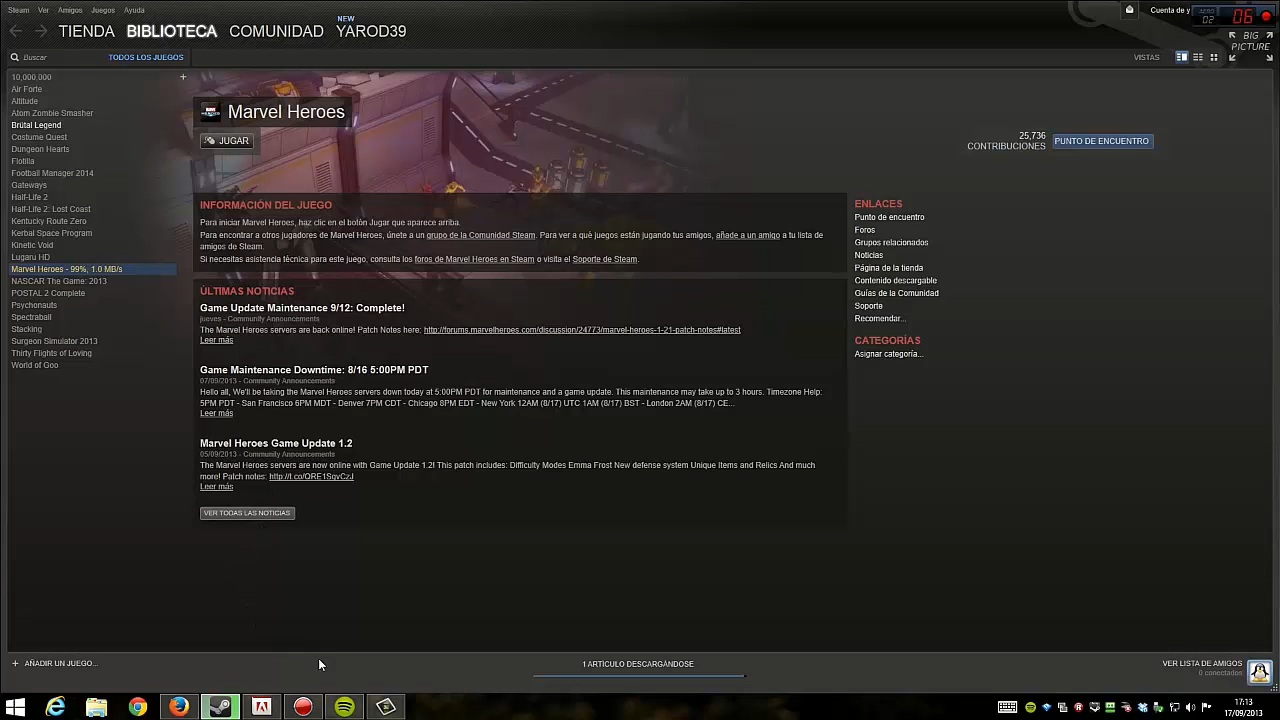 Steam Ver Amigos Juegos Ayuda
Cuenta de y
02 06
TIENDA BIBLIOTECA COMUNIDAD NEW YAROD39
BIG PICTURE
Buscar TODOS LOS JUEGOS
VISTAS
10,000,000 +
Air Forte
Altitude
Atom Zombie Smasher
Brütal Legend
Costume Quest
Dungeon Hearts
Flotilla
Football Manager 2014
Gateways
Half-Life 2
Half-Life 2: Lost Coast
Kentucky Route Zero
Kerbal Space Program
Kinetic Void
Lugaru HD
Marvel Heroes - 99%, 1.0 MB/s
NASCAR The Game: 2013
POSTAL 2 Complete
Psychonauts
Spectraball
Stacking
Surgeon Simulator 2013
Thirty Flights of Loving
World of Goo
Marvel Heroes
JUGAR
25,736
CONTRIBUCIONES
PUNTO DE ENCUENTRO
INFORMACIÓN DEL JUEGO
Para iniciar Marvel Heroes, haz clic en el botón Jugar que aparece arriba.
Para encontrar a otros jugadores de Marvel Heroes, únete a un grupo de la Comunidad Steam. Para ver a qué juegos están jugando tus amigos, añade a un amigo a tu lista de
amigos de Steam.
Si necesitas asistencia técnica para este juego, consulta los foros de Marvel Heroes en Steam o visita el Soporte de Steam.
ÚLTIMAS NOTICIAS
Game Update Maintenance 9/12: Complete!
jueves - Community Announcements
The Marvel Heroes servers are back online! Patch Notes here: http://forums.marvelheroes.com/discussion/24773/marvel-heroes-1-21-patch-notes#latest
Leer más
Game Maintenance Downtime: 8/16 5:00PM PDT
07/09/2013 - Community Announcements
Hello all, We'll be taking the Marvel Heroes servers down today at 5:00PM PDT for maintenance and a game update. This maintenance may take up to 3 hours. Timezone Help:
5PM PDT - San Francisco 6PM MDT - Denver 7PM CDT - Chicago 8PM EDT - New York 12AM (8/17) UTC 1AM (8/17) BST - London 2AM (8/17) CE...
Leer más
Marvel Heroes Game Update 1.2
05/09/2013 - Community Announcements
The Marvel Heroes servers are now online with Game Update 1.2! This patch includes: Difficulty Modes Emma Frost New defense system Unique Items and Relics And much
more! Patch notes: http://t.co/QRE1SqvCzJ
Leer más
VER TODAS LAS NOTICIAS
ENLACES
Punto de encuentro
Foros
Grupos relacionados
Noticias
Página de la tienda
Contenido descargable
Guías de la Comunidad
Soporte
Recomendar...
CATEGORÍAS
Asignar categoría...
+ AÑADIR UN JUEGO...
1 ARTÍCULO DESCARGÁNDOSE
VER LISTA DE AMIGOS
0 conectados
17:13
17/09/2013